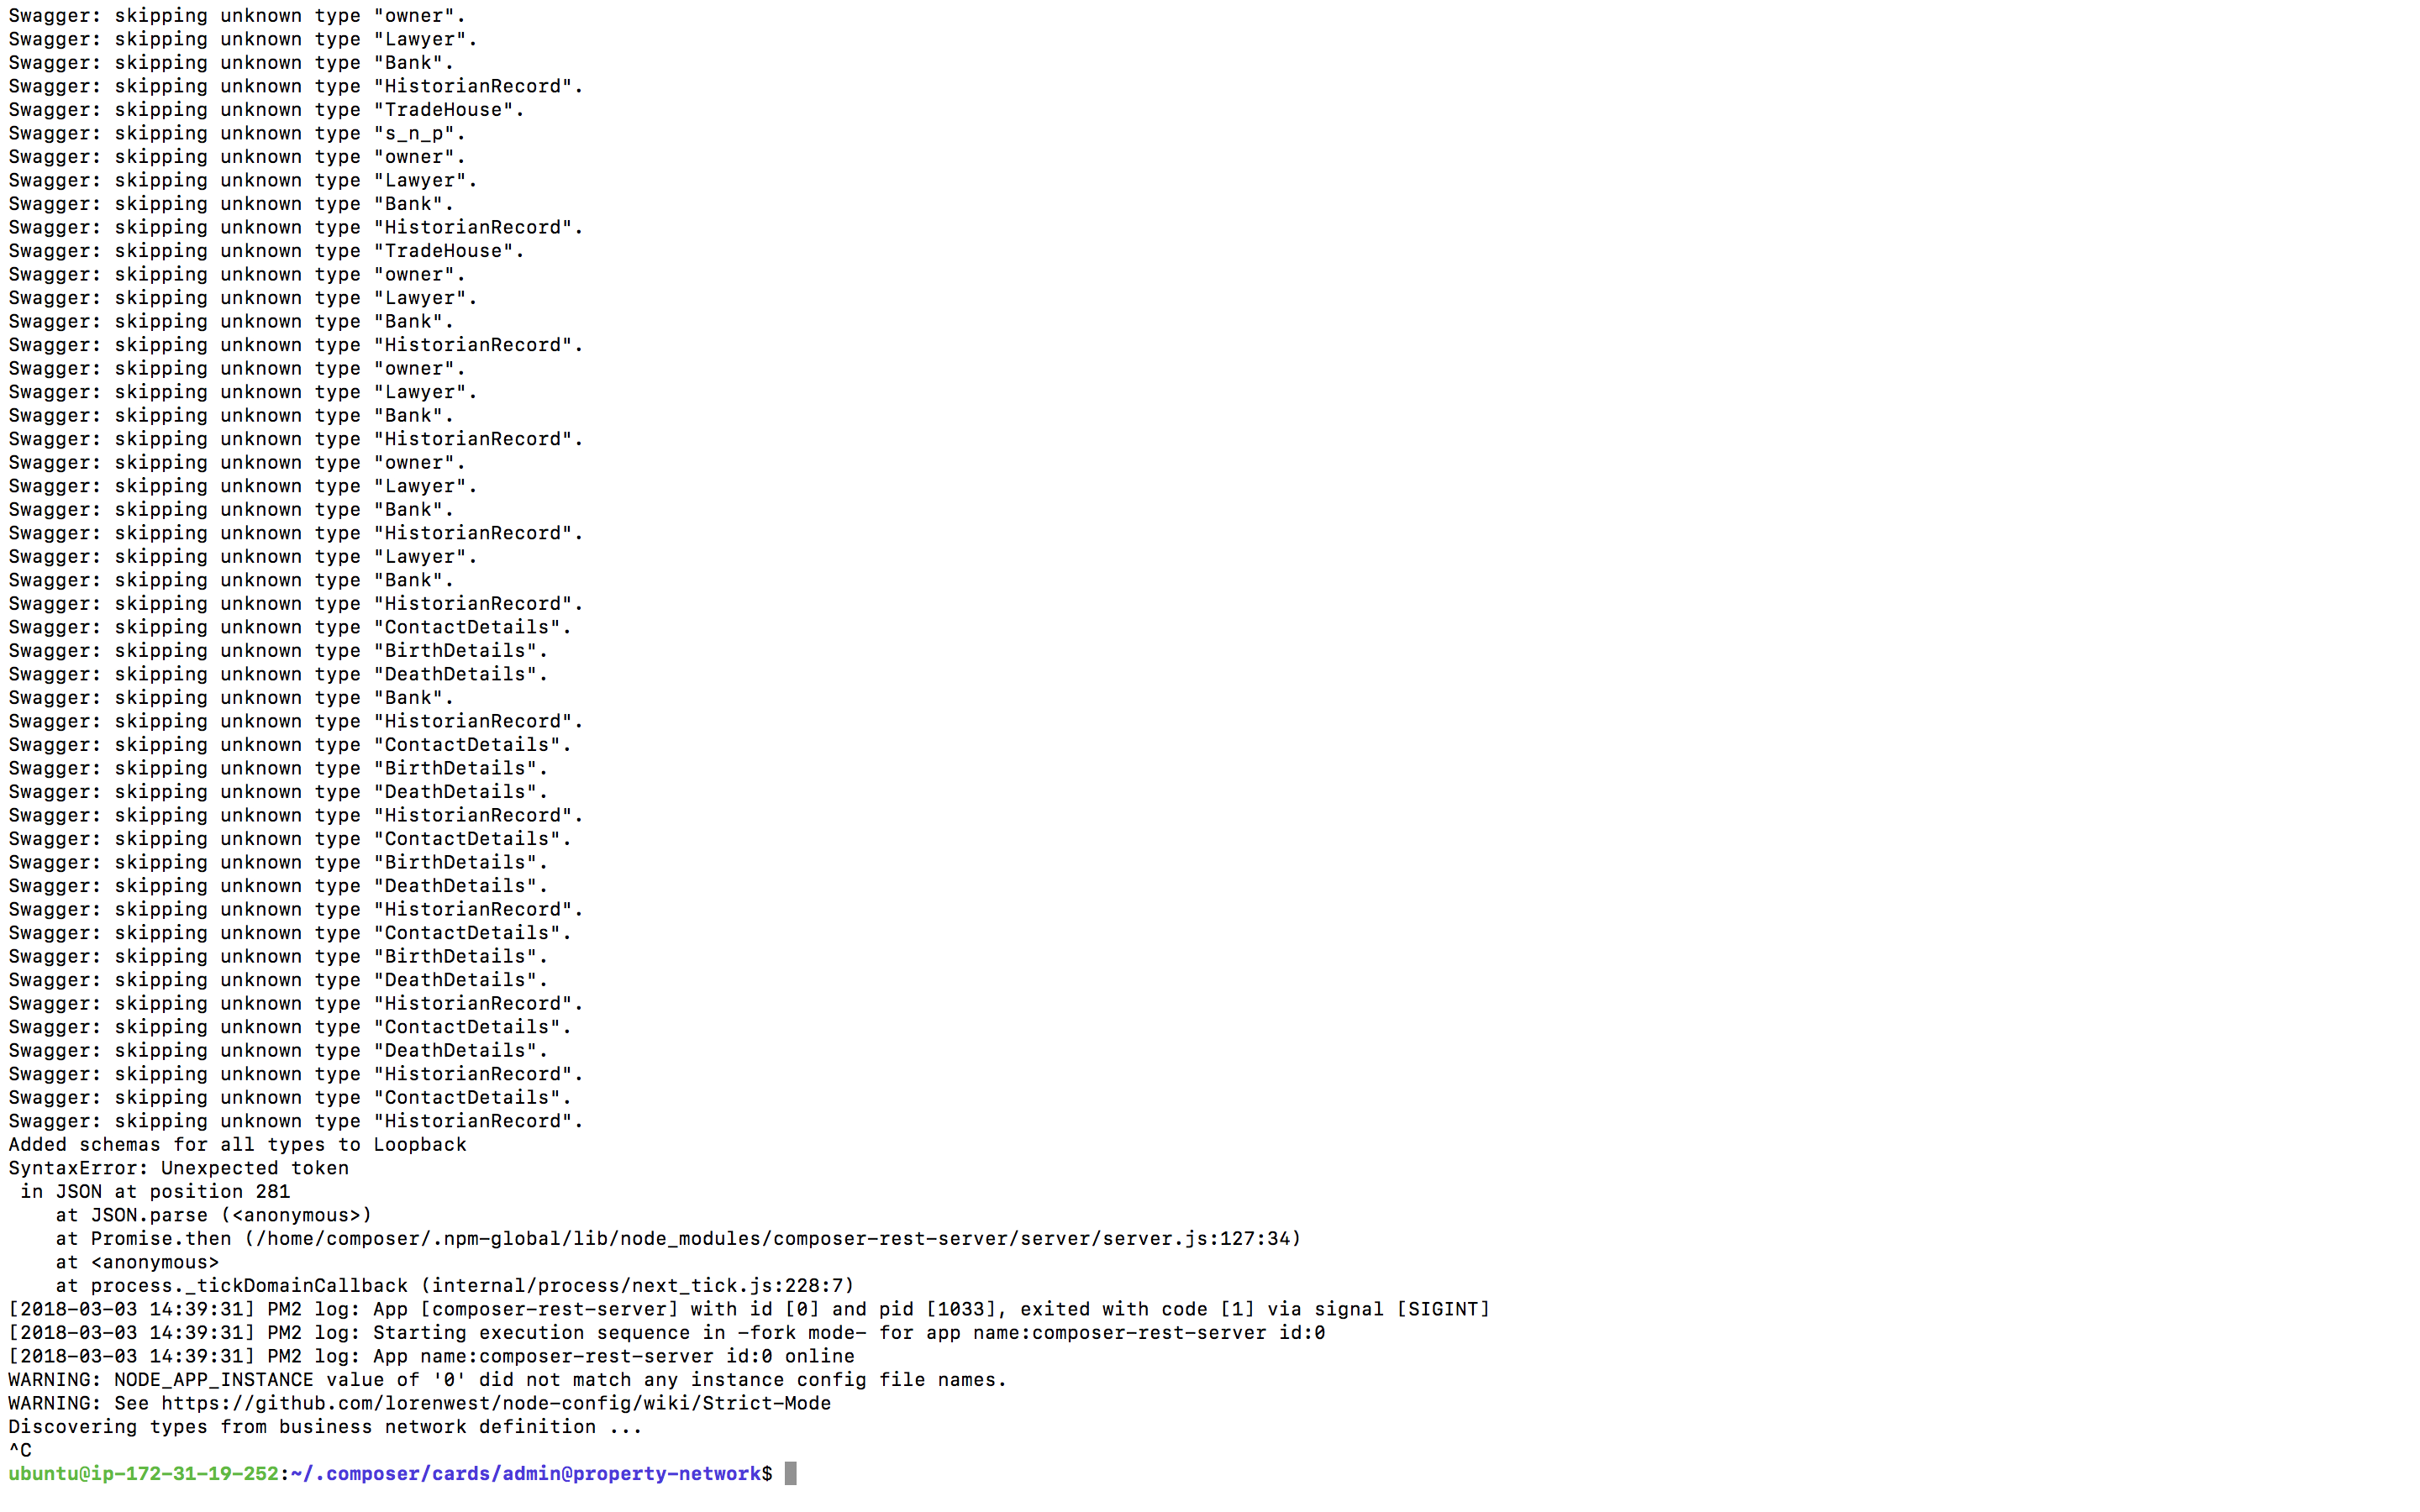 Swagger: skipping unknown type "owner".
Swagger: skipping unknown type "Lawyer".
Swagger: skipping unknown type "Bank".
Swagger: skipping unknown type "HistorianRecord".
Swagger: skipping unknown type "TradeHouse".
Swagger: skipping unknown type "s_n_p".
Swagger: skipping unknown type "owner".
Swagger: skipping unknown type "Lawyer".
Swagger: skipping unknown type "Bank".
Swagger: skipping unknown type "HistorianRecord".
Swagger: skipping unknown type "TradeHouse".
Swagger: skipping unknown type "owner".
Swagger: skipping unknown type "Lawyer".
Swagger: skipping unknown type "Bank".
Swagger: skipping unknown type "HistorianRecord".
Swagger: skipping unknown type "owner".
Swagger: skipping unknown type "Lawyer".
Swagger: skipping unknown type "Bank".
Swagger: skipping unknown type "HistorianRecord".
Swagger: skipping unknown type "owner".
Swagger: skipping unknown type "Lawyer".
Swagger: skipping unknown type "Bank".
Swagger: skipping unknown type "HistorianRecord".
Swagger: skipping unknown type "Lawyer".
Swagger: skipping unknown type "Bank".
Swagger: skipping unknown type "HistorianRecord".
Swagger: skipping unknown type "ContactDetails".
Swagger: skipping unknown type "BirthDetails".
Swagger: skipping unknown type "DeathDetails".
Swagger: skipping unknown type "Bank".
Swagger: skipping unknown type "HistorianRecord".
Swagger: skipping unknown type "ContactDetails".
Swagger: skipping unknown type "BirthDetails".
Swagger: skipping unknown type "DeathDetails".
Swagger: skipping unknown type "HistorianRecord".
Swagger: skipping unknown type "ContactDetails".
Swagger: skipping unknown type "BirthDetails".
Swagger: skipping unknown type "DeathDetails".
Swagger: skipping unknown type "HistorianRecord".
Swagger: skipping unknown type "ContactDetails".
Swagger: skipping unknown type "BirthDetails".
Swagger: skipping unknown type "DeathDetails".
Swagger: skipping unknown type "HistorianRecord".
Swagger: skipping unknown type "ContactDetails".
Swagger: skipping unknown type "DeathDetails".
Swagger: skipping unknown type "HistorianRecord".
Swagger: skipping unknown type "ContactDetails".
Swagger: skipping unknown type "HistorianRecord".
Added schemas for all types to Loopback
SyntaxError: Unexpected token
 in JSON at position 281
    at JSON.parse (<anonymous>)
    at Promise.then (/home/composer/.npm-global/lib/node_modules/composer-rest-server/server/server.js:127:34)
    at <anonymous>
    at process._tickDomainCallback (internal/process/next_tick.js:228:7)
[2018-03-03 14:39:31] PM2 log: App [composer-rest-server] with id [0] and pid [1033], exited with code [1] via signal [SIGINT]
[2018-03-03 14:39:31] PM2 log: Starting execution sequence in -fork mode- for app name:composer-rest-server id:0
[2018-03-03 14:39:31] PM2 log: App name:composer-rest-server id:0 online
WARNING: NODE_APP_INSTANCE value of '0' did not match any instance config file names.
WARNING: See https://github.com/lorenwest/node-config/wiki/Strict-Mode
Discovering types from business network definition ...
^C
ubuntu@ip-172-31-19-252:~/.composer/cards/admin@property-network$